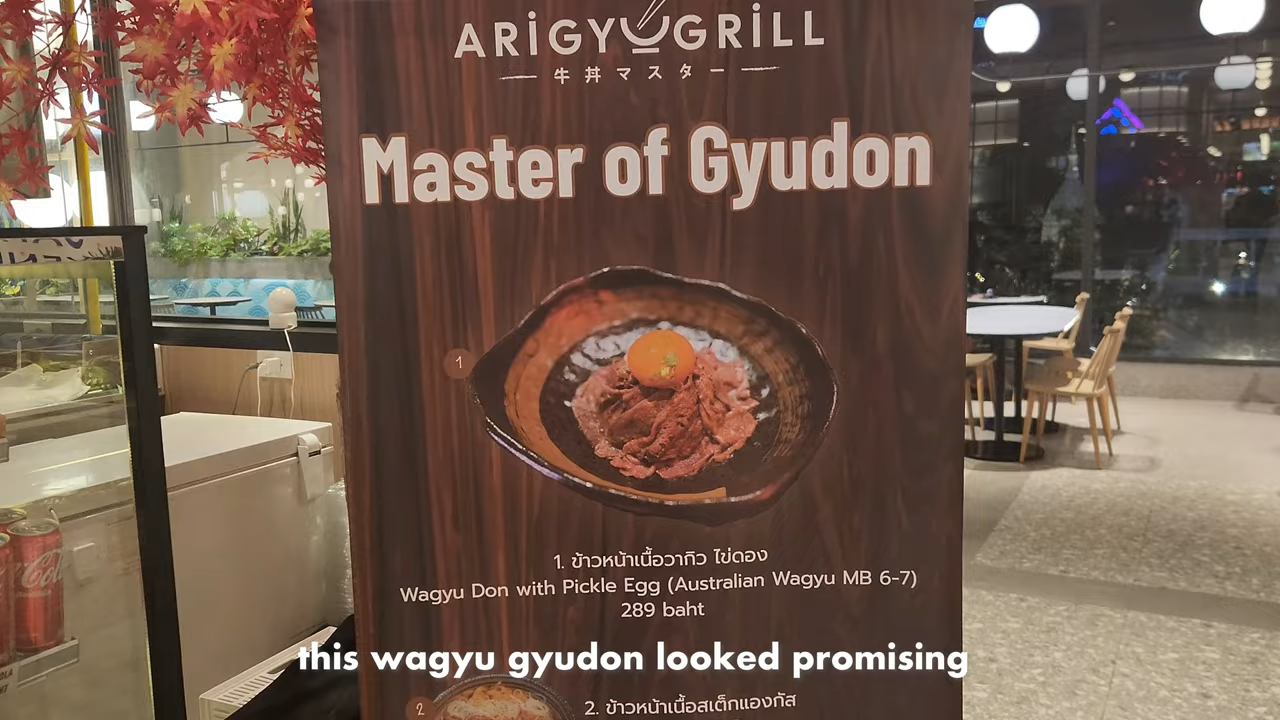 ARiGYUGRiLL
牛丼マスター
Master of Gyudon
1
1. ข้าวหน้าเนื้อวากิว ไข่ดอง
Wagyu Don with Pickle Egg (Australian Wagyu MB 6-7)
289 baht
this wagyu gyudon looked promising
2
2. ข้าวหน้าเนื้อสเต็กแองกัส